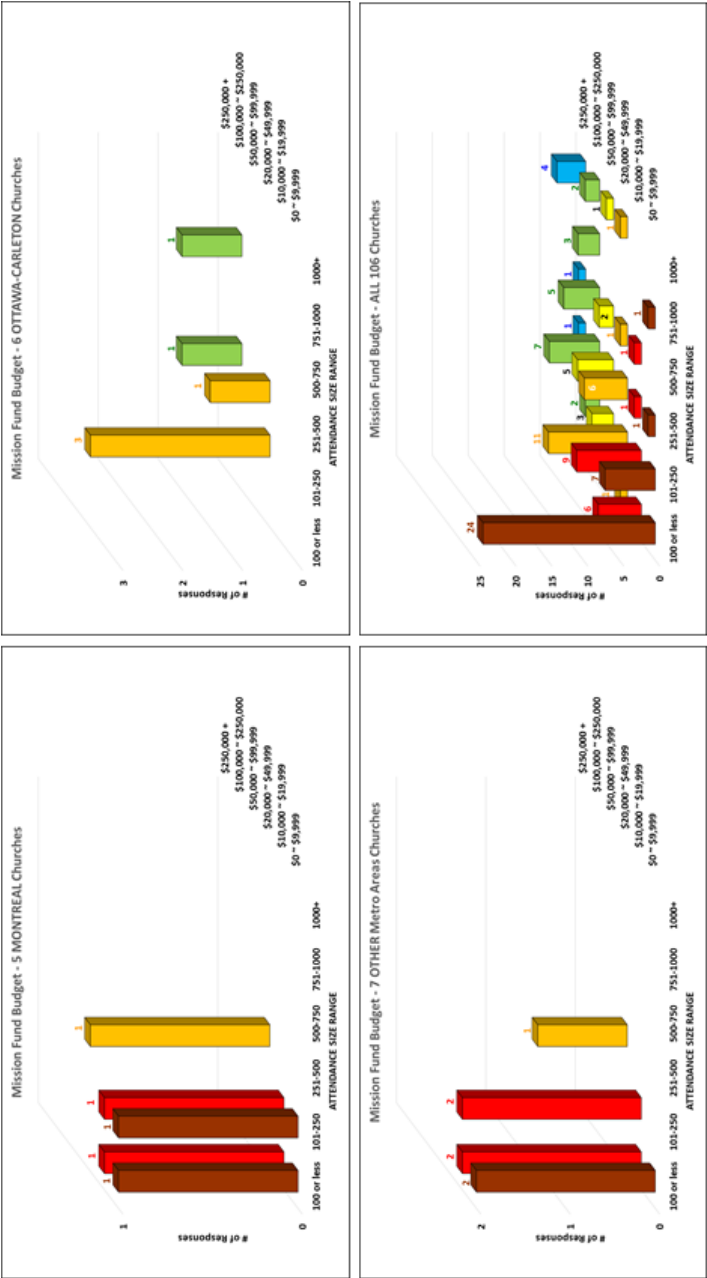 Mission Fund Budget - 5 MONTREAL Churches
# of Responses
1
0
1
1
1
1
1
100 or less
101-250
251-500
500-750
751-1000
1000+
ATTENDANCE SIZE RANGE
$250,000 +
$100,000 ~ $250,000
$50,000 ~ $99,999
$20,000 ~ $49,999
$10,000 ~ $19,999
$0 ~ $9,999
Mission Fund Budget - 6 OTTAWA-CARLETON Churches
# of Responses
3
2
1
0
3
1
1
1
100 or less
101-250
251-500
500-750
751-1000
1000+
ATTENDANCE SIZE RANGE
$250,000 +
$100,000 ~ $250,000
$50,000 ~ $99,999
$20,000 ~ $49,999
$10,000 ~ $19,999
$0 ~ $9,999
Mission Fund Budget - 7 OTHER Metro Areas Churches
# of Responses
2
1
0
2
2
2
1
100 or less
101-250
251-500
500-750
751-1000
1000+
ATTENDANCE SIZE RANGE
$250,000 +
$100,000 ~ $250,000
$50,000 ~ $99,999
$20,000 ~ $49,999
$10,000 ~ $19,999
$0 ~ $9,999
Mission Fund Budget - ALL 106 Churches
# of Responses
25
20
15
10
5
0
24
6
7
9
11
3
2
1
1
6
5
7
1
1
1
2
5
1
1
3
1
1
2
4
100 or less
101-250
251-500
500-750
751-1000
1000+
ATTENDANCE SIZE RANGE
$250,000 +
$100,000 ~ $250,000
$50,000 ~ $99,999
$20,000 ~ $49,999
$10,000 ~ $19,999
$0 ~ $9,999